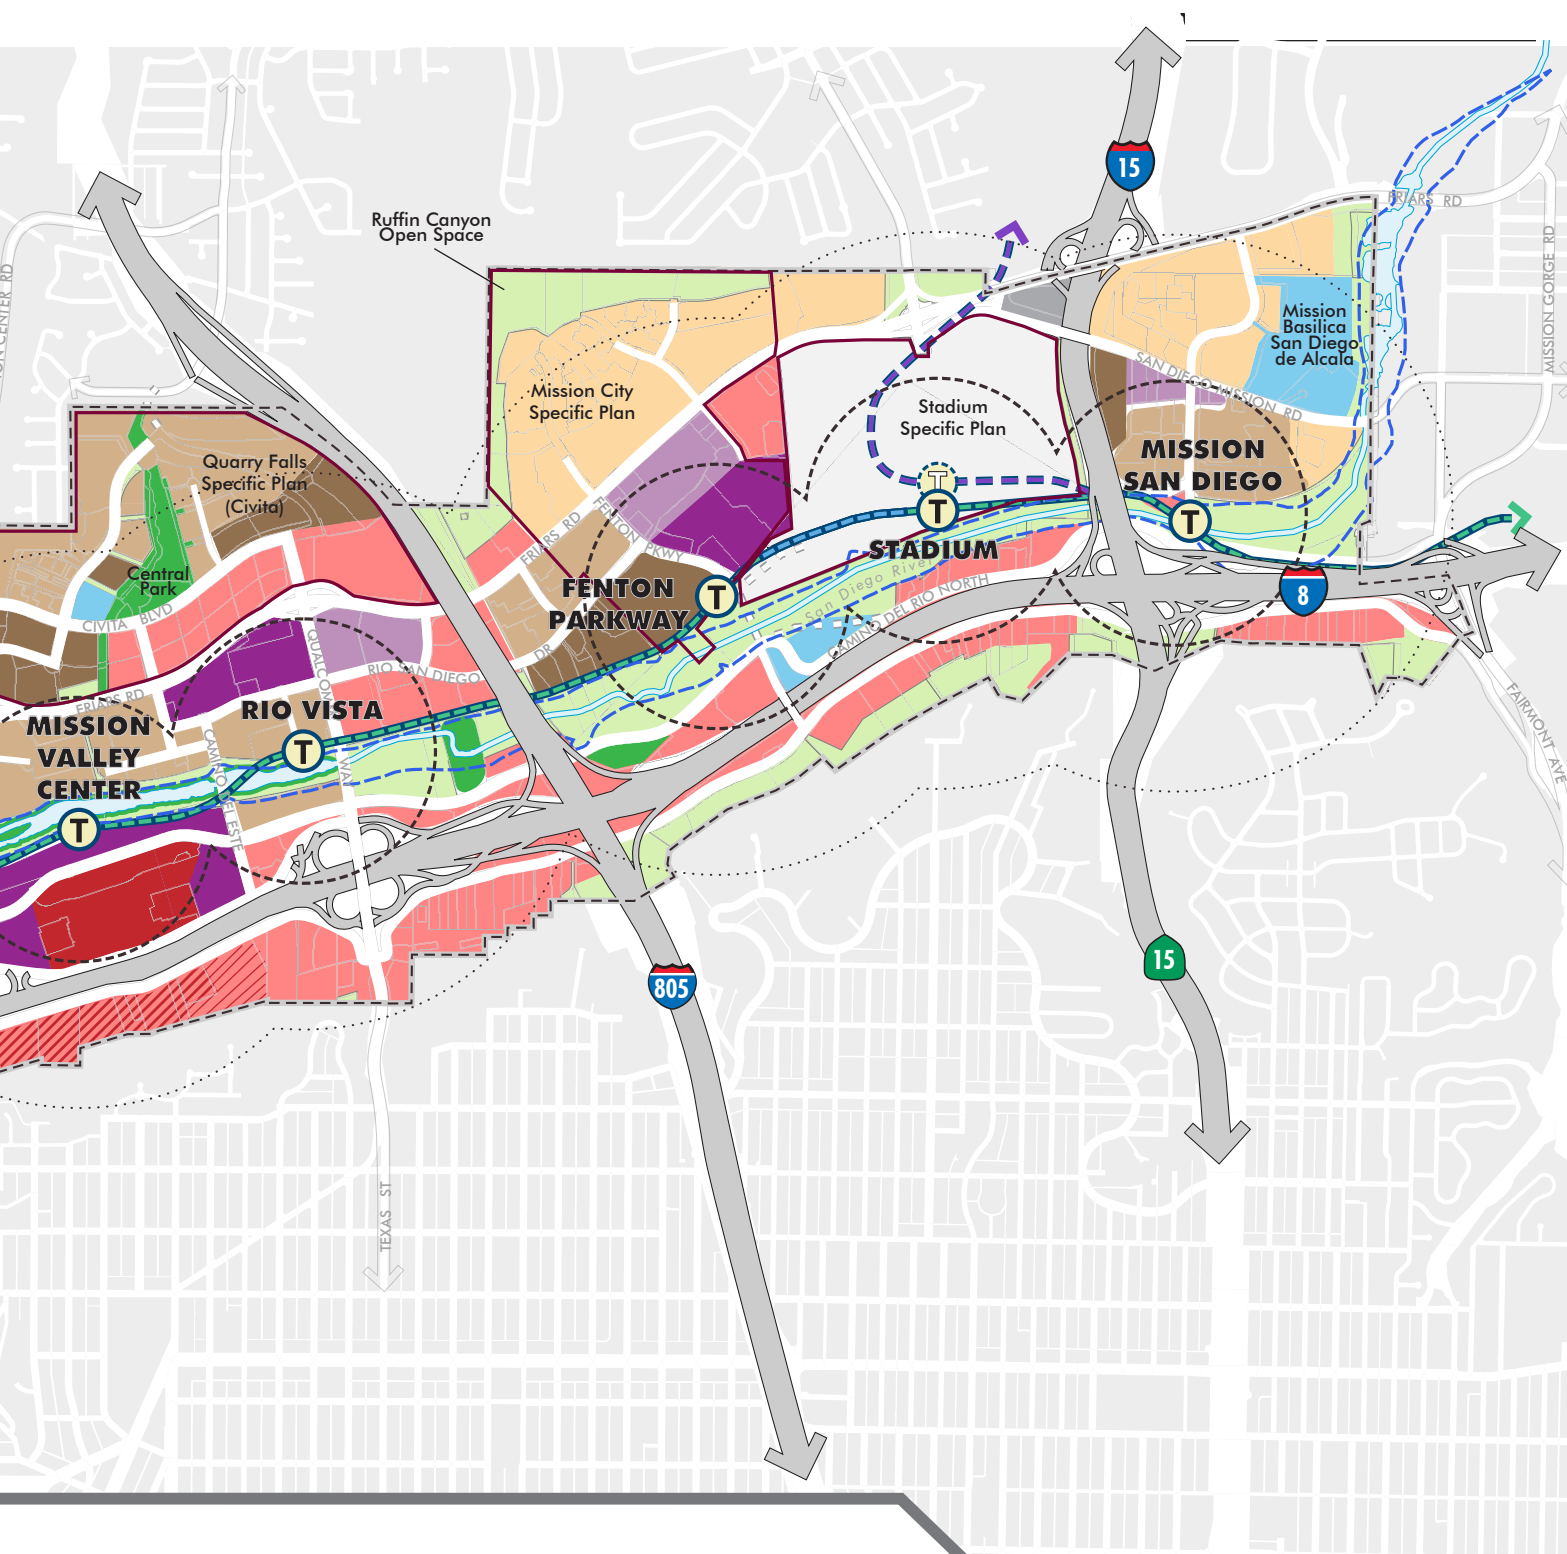 15
FRIARS RD
Ruffin Canyon
Open Space
MISSION GORGE RD
Mission
Basilica
San Diego
de Alcala
SAN DIEGO MISSION RD
Mission City
Specific Plan
Stadium
Specific Plan
MISSION
SAN DIEGO
Quarry Falls
Specific Plan
(Civita)
T
T
T
STADIUM
FRIARS RD
FENTON PKWY
San Diego River
Central
Park
CIVITA BLVD
FENTON
PARKWAY
T
CAMINO DEL RIO NORTH
8
QUALCOMM
WAY
RIO SAN DIEGO
DR
FRIARS RD
FAIRMONT AVE
MISSION
VALLEY
CENTER
T
RIO VISTA
T
CAMINO
EL ESTE
15
805
TEXAS ST